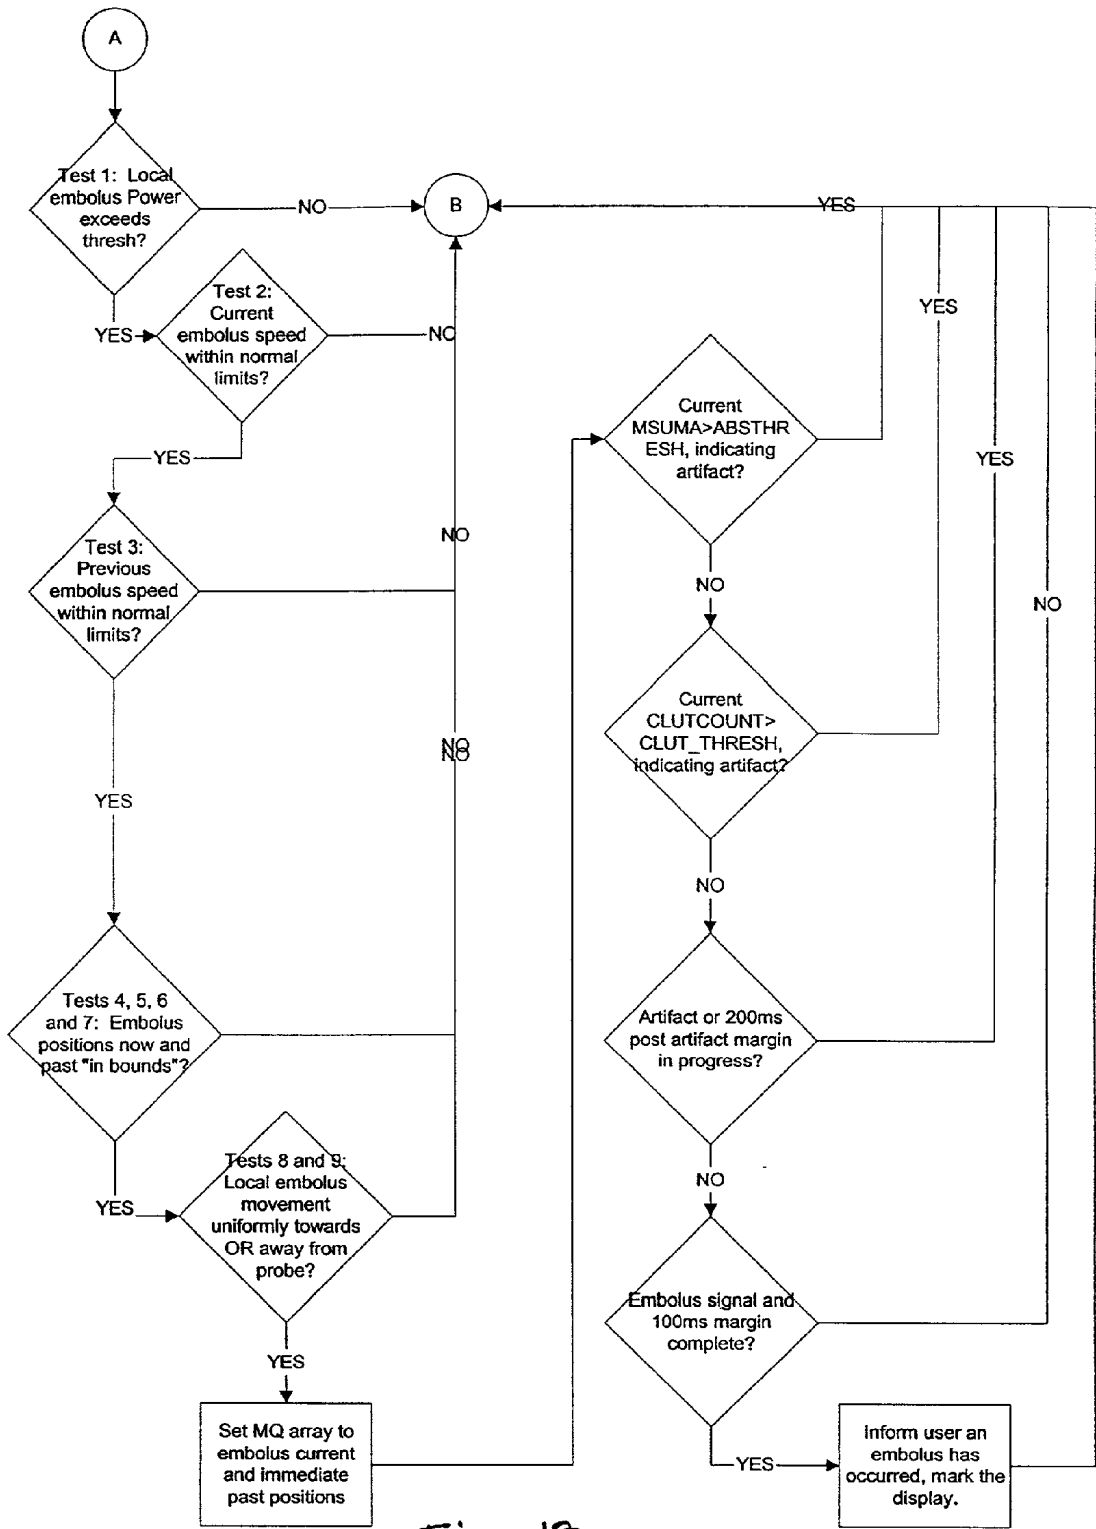 A
Test 1: Local
embolus Power
exceeds
thresh?
NO
B
YES
YES
Test 2:
Current
embolus speed
within normal
limits?
NO
YES
Test 3:
Previous
embolus speed
within normal
limits?
NO
YES
NO
NO
Tests 4, 5, 6
and 7: Embolus
positions now and
past "in bounds"?
YES
Tests 8 and 9:
Local embolus
movement
uniformly towards
OR away from
probe?
YES
Set MQ array to
embolus current
and immediate
past positions
Current
MSUMA>ABSTHR
ESH, indicating
artifact?
YES
NO
Current
CLUTCOUNT>
CLUT_THRESH,
indicating artifact?
YES
NO
Artifact or 200ms
post artifact margin
in progress?
NO
NO
Embolus signal and
100ms margin
complete?
YES
Inform user an
embolus has
occurred, mark the
display.